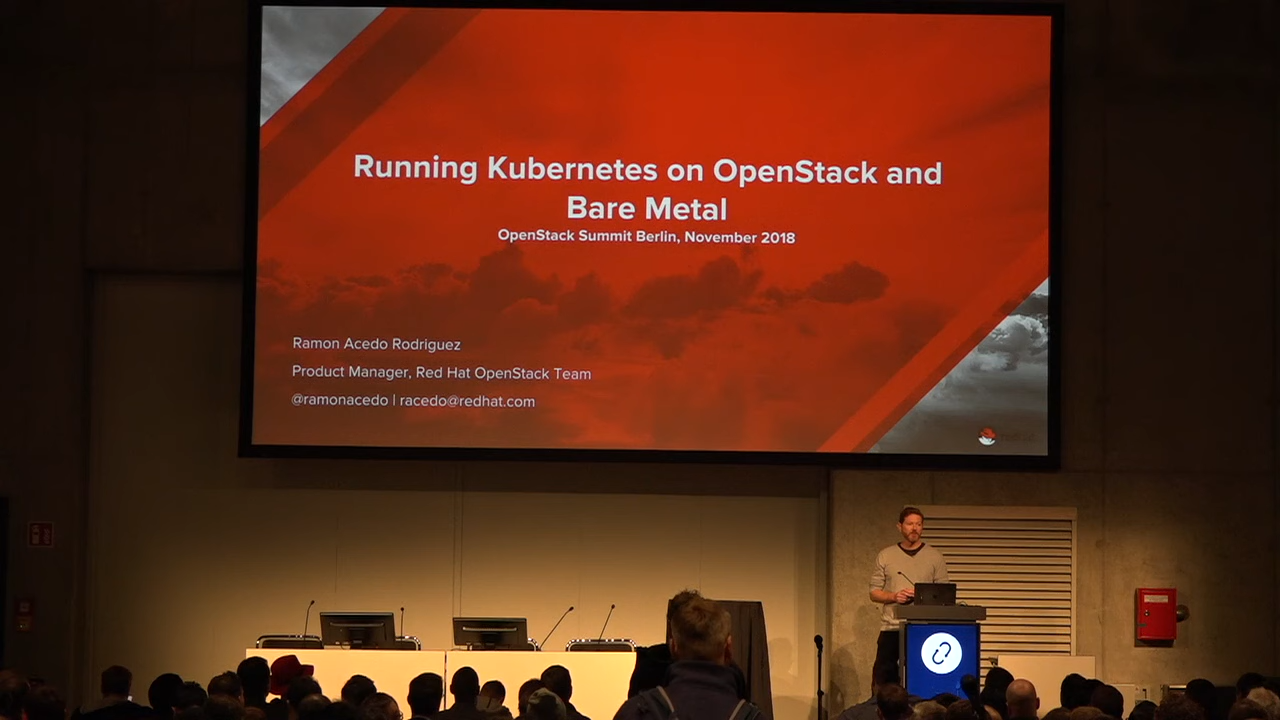 Running Kubernetes on OpenStack and
Bare Metal
OpenStack Summit Berlin, November 2018
Ramon Acedo Rodriguez
Product Manager, Red Hat OpenStack Team
@ramonacedo | racedo@redhat.com